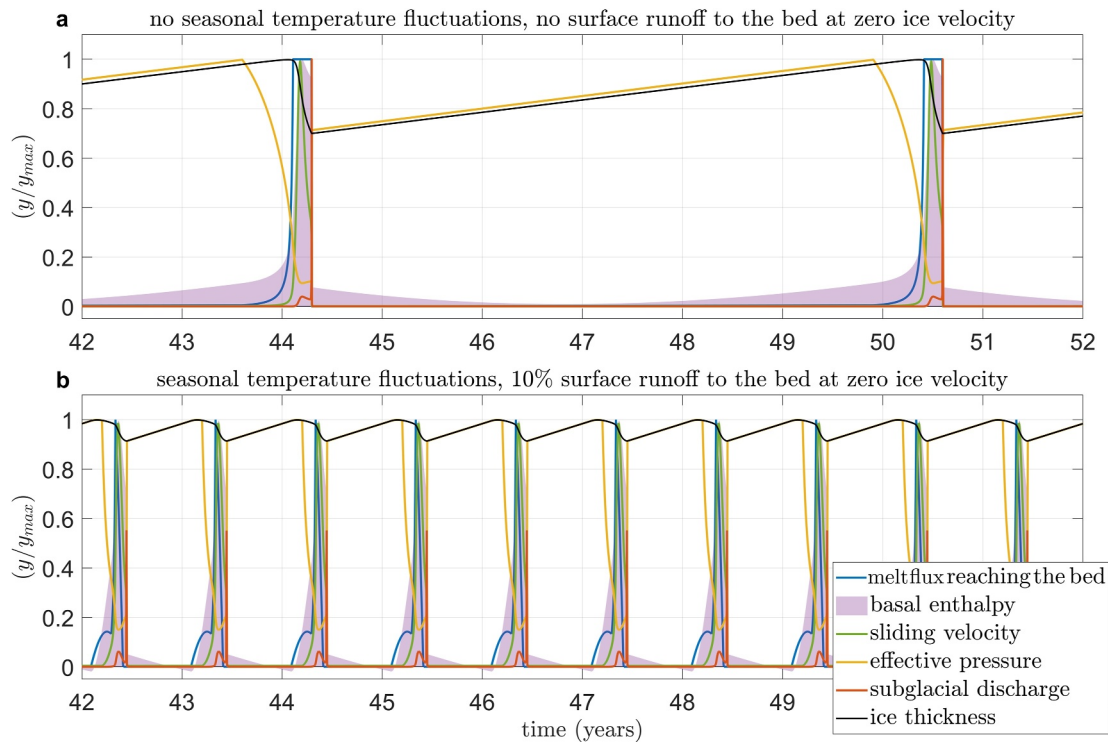 a no seasonal temperature fluctuations, no surface runoff to the bed at zero ice velocity
1
0.8
0.6
0.4
0.2
0
(y/y_max)
42 43 44 45 46 47 48 49 50 51 52
b seasonal temperature fluctuations, 10% surface runoff to the bed at zero ice velocity
1
0.8
0.6
0.4
0.2
0
(y/y_max)
42 43 44 45 46 47 48 49
time (years)
meltflux reaching the bed
basal enthalpy
sliding velocity
effective pressure
subglacial discharge
ice thickness